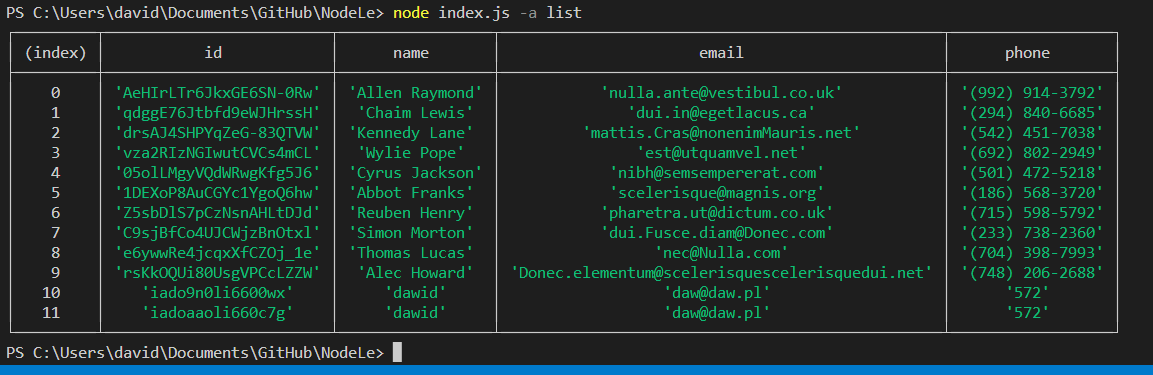 PS C:\Users\david\Documents\GitHub\NodeLe> node index.js -a list
(index) id name email phone
0 'AeHIrLTr6JkxGE6SN-0Rw' 'Allen Raymond' 'nulla.ante@vestibul.co.uk' '(992) 914-3792'
1 'qdggE76Jtbfd9eWJHrssH' 'Chaim Lewis' 'dui.in@egetlacus.ca' '(294) 840-6685'
2 'drsAJ4SHPYqZeG-83QTVW' 'Kennedy Lane' 'mattis.Cras@nonenimMauris.net' '(542) 451-7038'
3 'vza2RIzNGIwutCVCs4mCL' 'Wylie Pope' 'est@utquamvel.net' '(692) 802-2949'
4 '05olLMgyVQdWRwgKfg5J6' 'Cyrus Jackson' 'nibh@semsempererat.com' '(501) 472-5218'
5 '1DEXoP8AuCGYc1YgoQ6hw' 'Abbot Franks' 'scelerisque@magnis.org' '(186) 568-3720'
6 'Z5sbDlS7pCzNsnAHLtDJd' 'Reuben Henry' 'pharetra.ut@dictum.co.uk' '(715) 598-5792'
7 'C9sjBfCo4UJCWjzBnOtxl' 'Simon Morton' 'dui.Fusce.diam@Donec.com' '(233) 738-2360'
8 'e6ywwRe4jcqxXfCZOj_1e' 'Thomas Lucas' 'nec@Nulla.com' '(704) 398-7993'
9 'rsKkOQUi80UsgVPCcLZZW' 'Alec Howard' 'Donec.elementum@scelerisquescelerisquedui.net' '(748) 206-2688'
10 'iado9n0li6600wx' 'dawid' 'daw@daw.pl' '572'
11 'iadoaaoli660c7g' 'dawid' 'daw@daw.pl' '572'
PS C:\Users\david\Documents\GitHub\NodeLe>